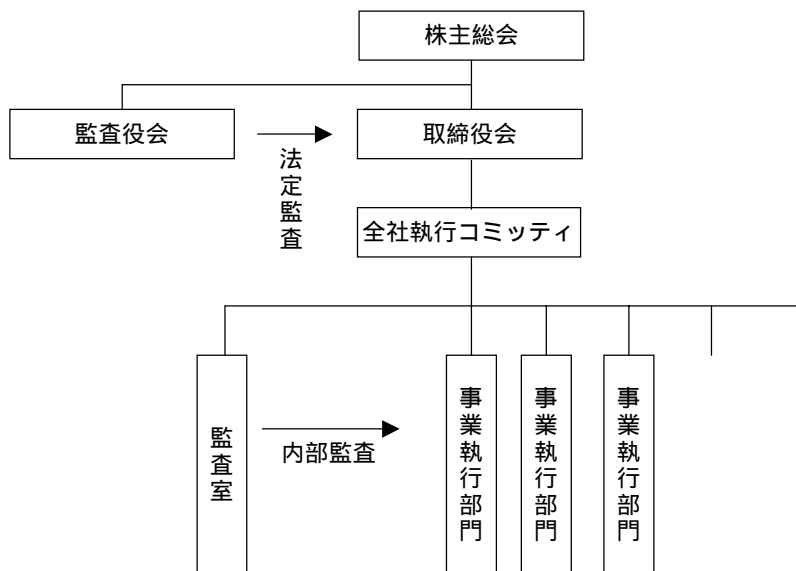 株主総会
監査役会
取締役会
法定監査
全社執行コミッティ
監査室
内部監査
事業執行部門
事業執行部門
事業執行部門